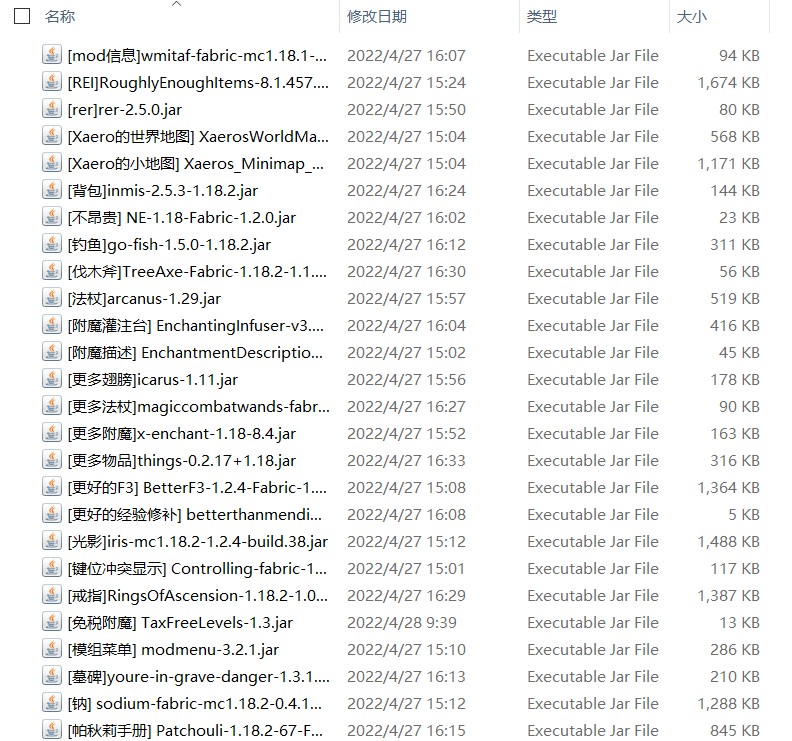 名称 修改日期 类型 大小
[mod信息]wmitaf-fabric-mc1.18.1-... 2022/4/27 16:07 Executable Jar File 94 KB
[REI]RoughlyEnoughItems-8.1.457.... 2022/4/27 15:24 Executable Jar File 1,674 KB
[rer]rer-2.5.0.jar 2022/4/27 15:50 Executable Jar File 80 KB
[Xaero的世界地图] XaerosWorldMa... 2022/4/27 15:04 Executable Jar File 568 KB
[Xaero的小地图] Xaeros_Minimap_... 2022/4/27 15:04 Executable Jar File 1,171 KB
[背包]inmis-2.5.3-1.18.2.jar 2022/4/27 16:24 Executable Jar File 144 KB
[不昂贵] NE-1.18-Fabric-1.2.0.jar 2022/4/27 16:02 Executable Jar File 23 KB
[钓鱼]go-fish-1.5.0-1.18.2.jar 2022/4/27 16:12 Executable Jar File 311 KB
[伐木斧]TreeAxe-Fabric-1.18.2-1.1.... 2022/4/27 16:30 Executable Jar File 56 KB
[法杖]arcanus-1.29.jar 2022/4/27 15:57 Executable Jar File 519 KB
[附魔灌注台] EnchantingInfuser-v3.... 2022/4/27 16:04 Executable Jar File 416 KB
[附魔描述] EnchantmentDescriptio... 2022/4/27 15:02 Executable Jar File 45 KB
[更多翅膀]icarus-1.11.jar 2022/4/27 15:56 Executable Jar File 178 KB
[更多法杖]magiccombatwands-fabr... 2022/4/27 16:27 Executable Jar File 90 KB
[更多附魔]x-enchant-1.18-8.4.jar 2022/4/27 15:52 Executable Jar File 163 KB
[更多物品]things-0.2.17+1.18.jar 2022/4/27 16:33 Executable Jar File 316 KB
[更好的F3] BetterF3-1.2.4-Fabric-1.... 2022/4/27 15:08 Executable Jar File 1,364 KB
[更好的经验修补] betterthanmendi... 2022/4/27 16:08 Executable Jar File 5 KB
[光影]iris-mc1.18.2-1.2.4-build.38.jar 2022/4/27 15:12 Executable Jar File 1,488 KB
[键位冲突显示] Controlling-fabric-1... 2022/4/27 15:01 Executable Jar File 117 KB
[戒指]RingsOfAscension-1.18.2-1.0... 2022/4/27 16:29 Executable Jar File 1,387 KB
[免税附魔] TaxFreeLevels-1.3.jar 2022/4/28 9:39 Executable Jar File 13 KB
[模组菜单] modmenu-3.2.1.jar 2022/4/27 15:10 Executable Jar File 286 KB
[墓碑]youre-in-grave-danger-1.3.1.... 2022/4/27 16:13 Executable Jar File 210 KB
[钠] sodium-fabric-mc1.18.2-0.4.1... 2022/4/27 15:12 Executable Jar File 1,288 KB
[帕秋莉手册] Patchouli-1.18.2-67-F... 2022/4/27 16:15 Executable Jar File 845 KB